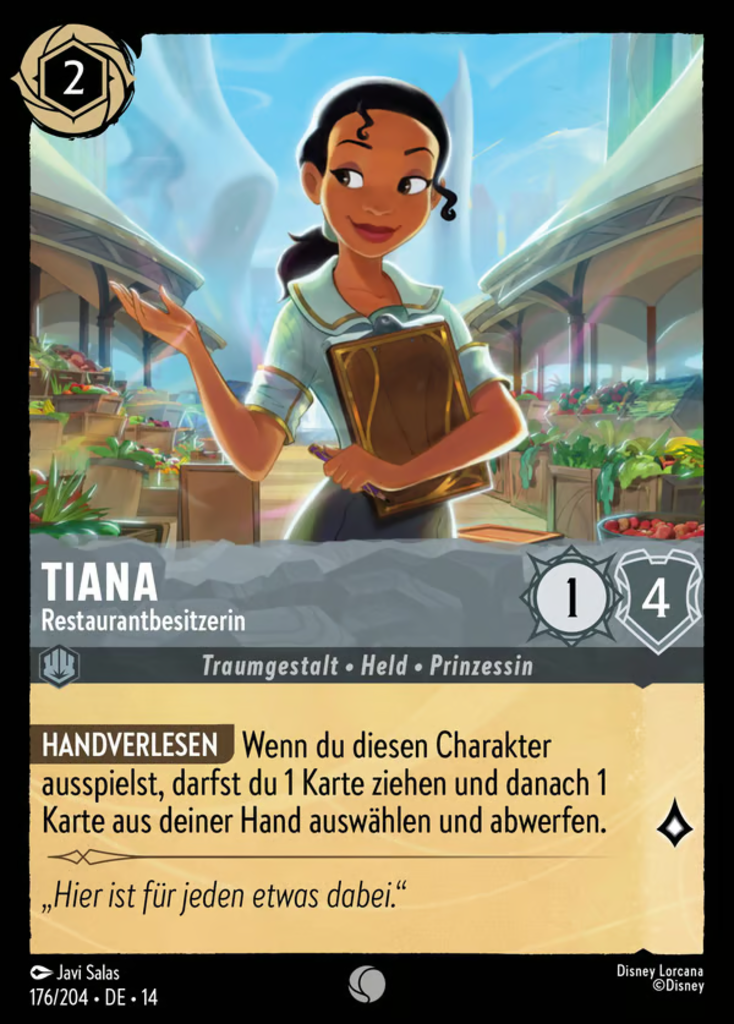 2
TIANA
Restaurantbesitzerin
1
4
Traumgestalt • Held • Prinzessin
HANDVERLESEN Wenn du diesen Charakter
ausspielst, darfst du 1 Karte ziehen und danach 1
Karte aus deiner Hand auswählen und abwerfen.
„Hier ist für jeden etwas dabei.“
Javi Salas
176/204 • DE • 14
Disney Lorcana
©Disney